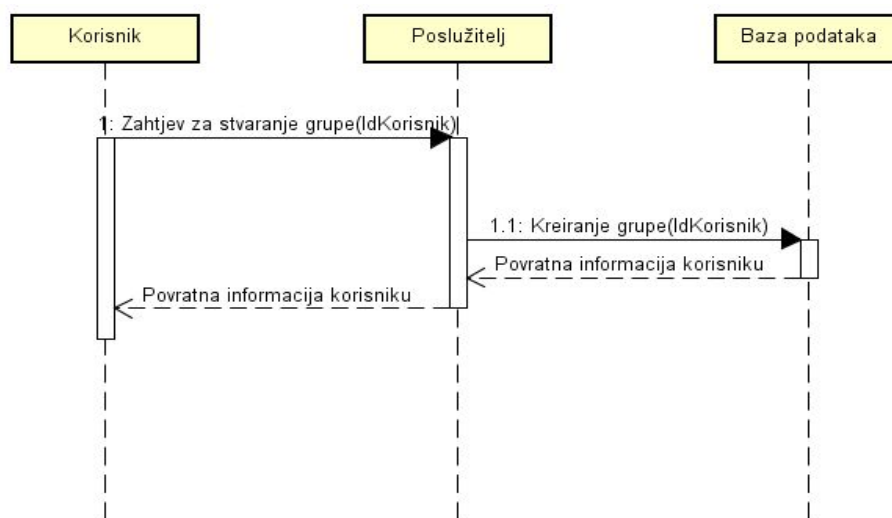 Korisnik
Poslužitelj
Baza podataka
1: Zahtjev za stvaranje grupe(IdKorisnik)
1.1: Kreiranje grupe(IdKorisnik)
Povratna informacija korisniku
Povratna informacija korisniku